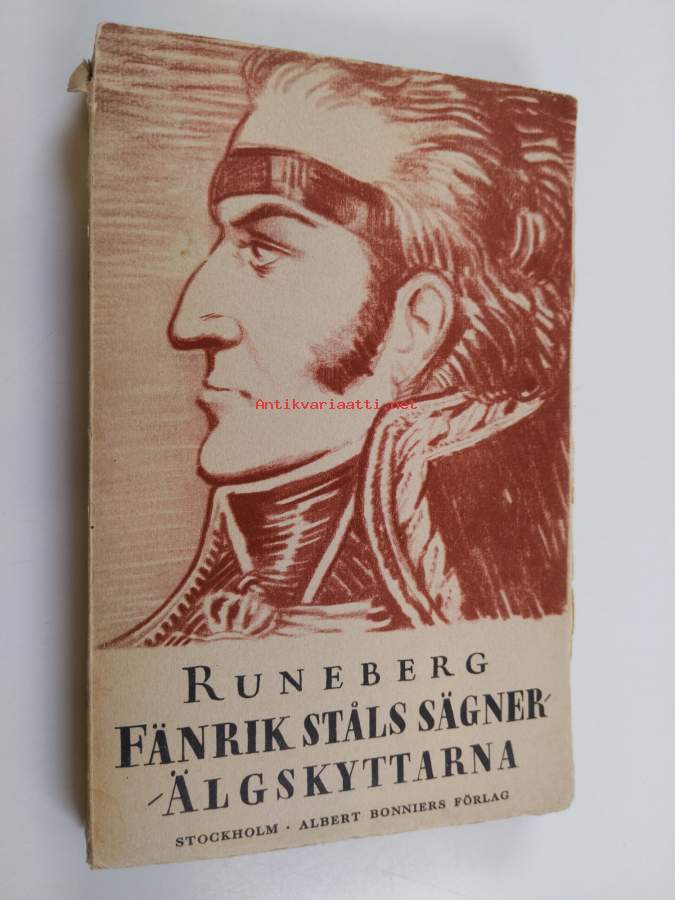 Antikvariaatti.net
RUNEBERG
FÄNRIK STÅLS SÄGNER-
-ÄLGSKYTTARNA
STOCKHOLM · ALBERT BONNIERS FÖRLAG